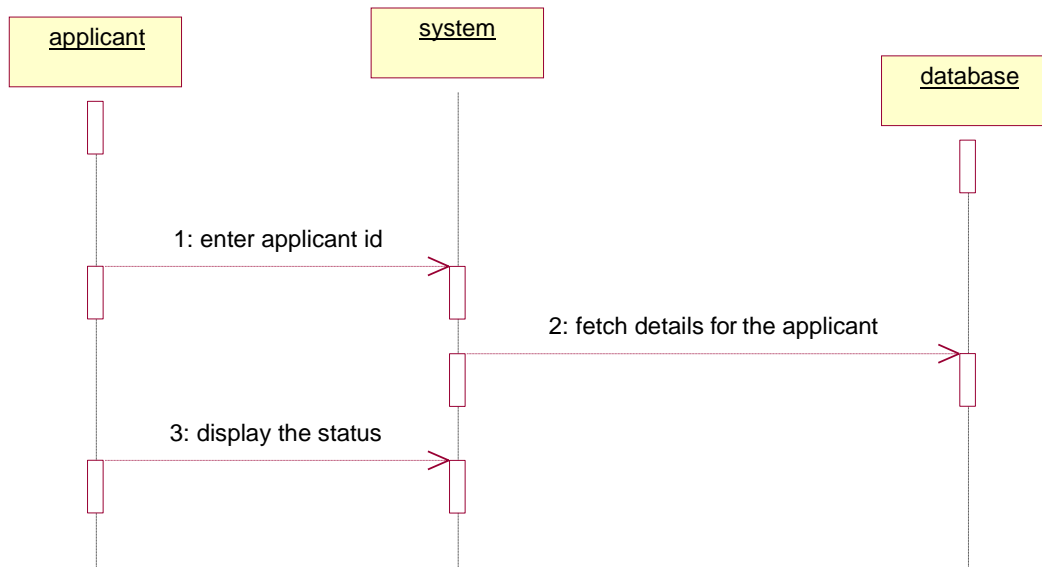 applicant
system
database
1: enter applicant id
2: fetch details for the applicant
3: display the status